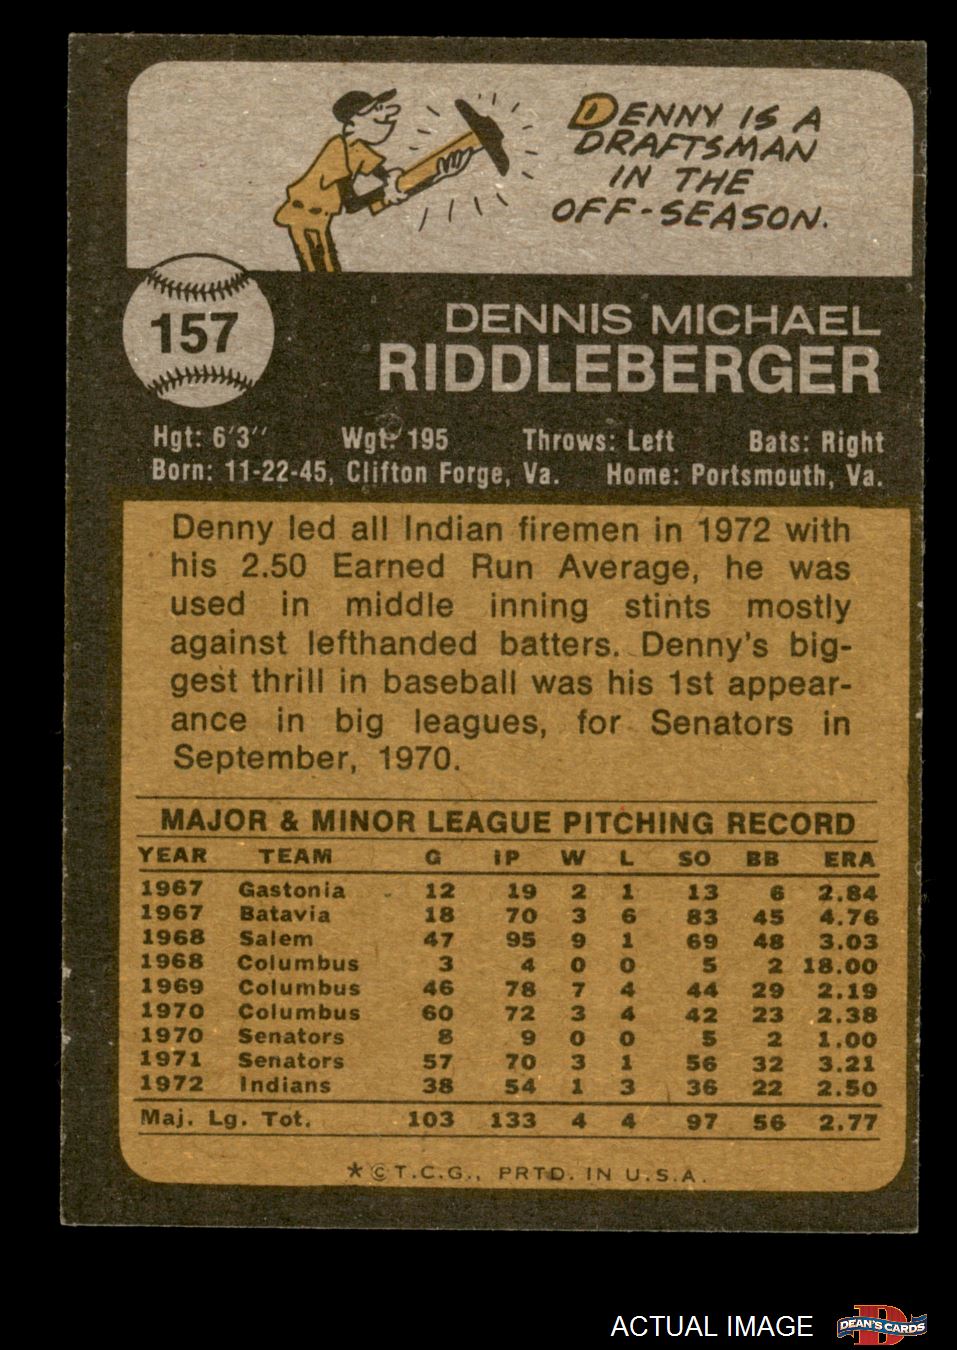 DENNY IS A
DRAFTSMAN
IN THE
OFF-SEASON.
157
DENNIS MICHAEL
RIDDLEBERGER
Hgt: 6'3'' Wgt: 195 Throws: Left Bats: Right
Born: 11-22-45, Clifton Forge, Va. Home: Portsmouth, Va.
Denny led all Indian firemen in 1972 with
his 2.50 Earned Run Average, he was
used in middle inning stints mostly
against lefthanded batters. Denny's big-
gest thrill in baseball was his 1st appear-
ance in big leagues, for Senators in
September, 1970.
MAJOR & MINOR LEAGUE PITCHING RECORD
YEAR TEAM G IP W L SO BB ERA
1967 Gastonia 12 19 2 1 13 6 2.84
1967 Batavia 18 70 3 6 83 45 4.76
1968 Salem 47 95 9 1 69 48 3.03
1968 Columbus 3 4 0 0 5 2 18.00
1969 Columbus 46 78 7 4 44 29 2.19
1970 Columbus 60 72 3 4 42 23 2.38
1970 Senators 8 9 0 0 5 2 1.00
1971 Senators 57 70 3 1 56 32 3.21
1972 Indians 38 54 1 3 36 22 2.50
Maj. Lg. Tot. 103 133 4 4 97 56 2.77
*© T.C.G., PRTD. IN U.S.A.
ACTUAL IMAGE DEAN'S CARDS